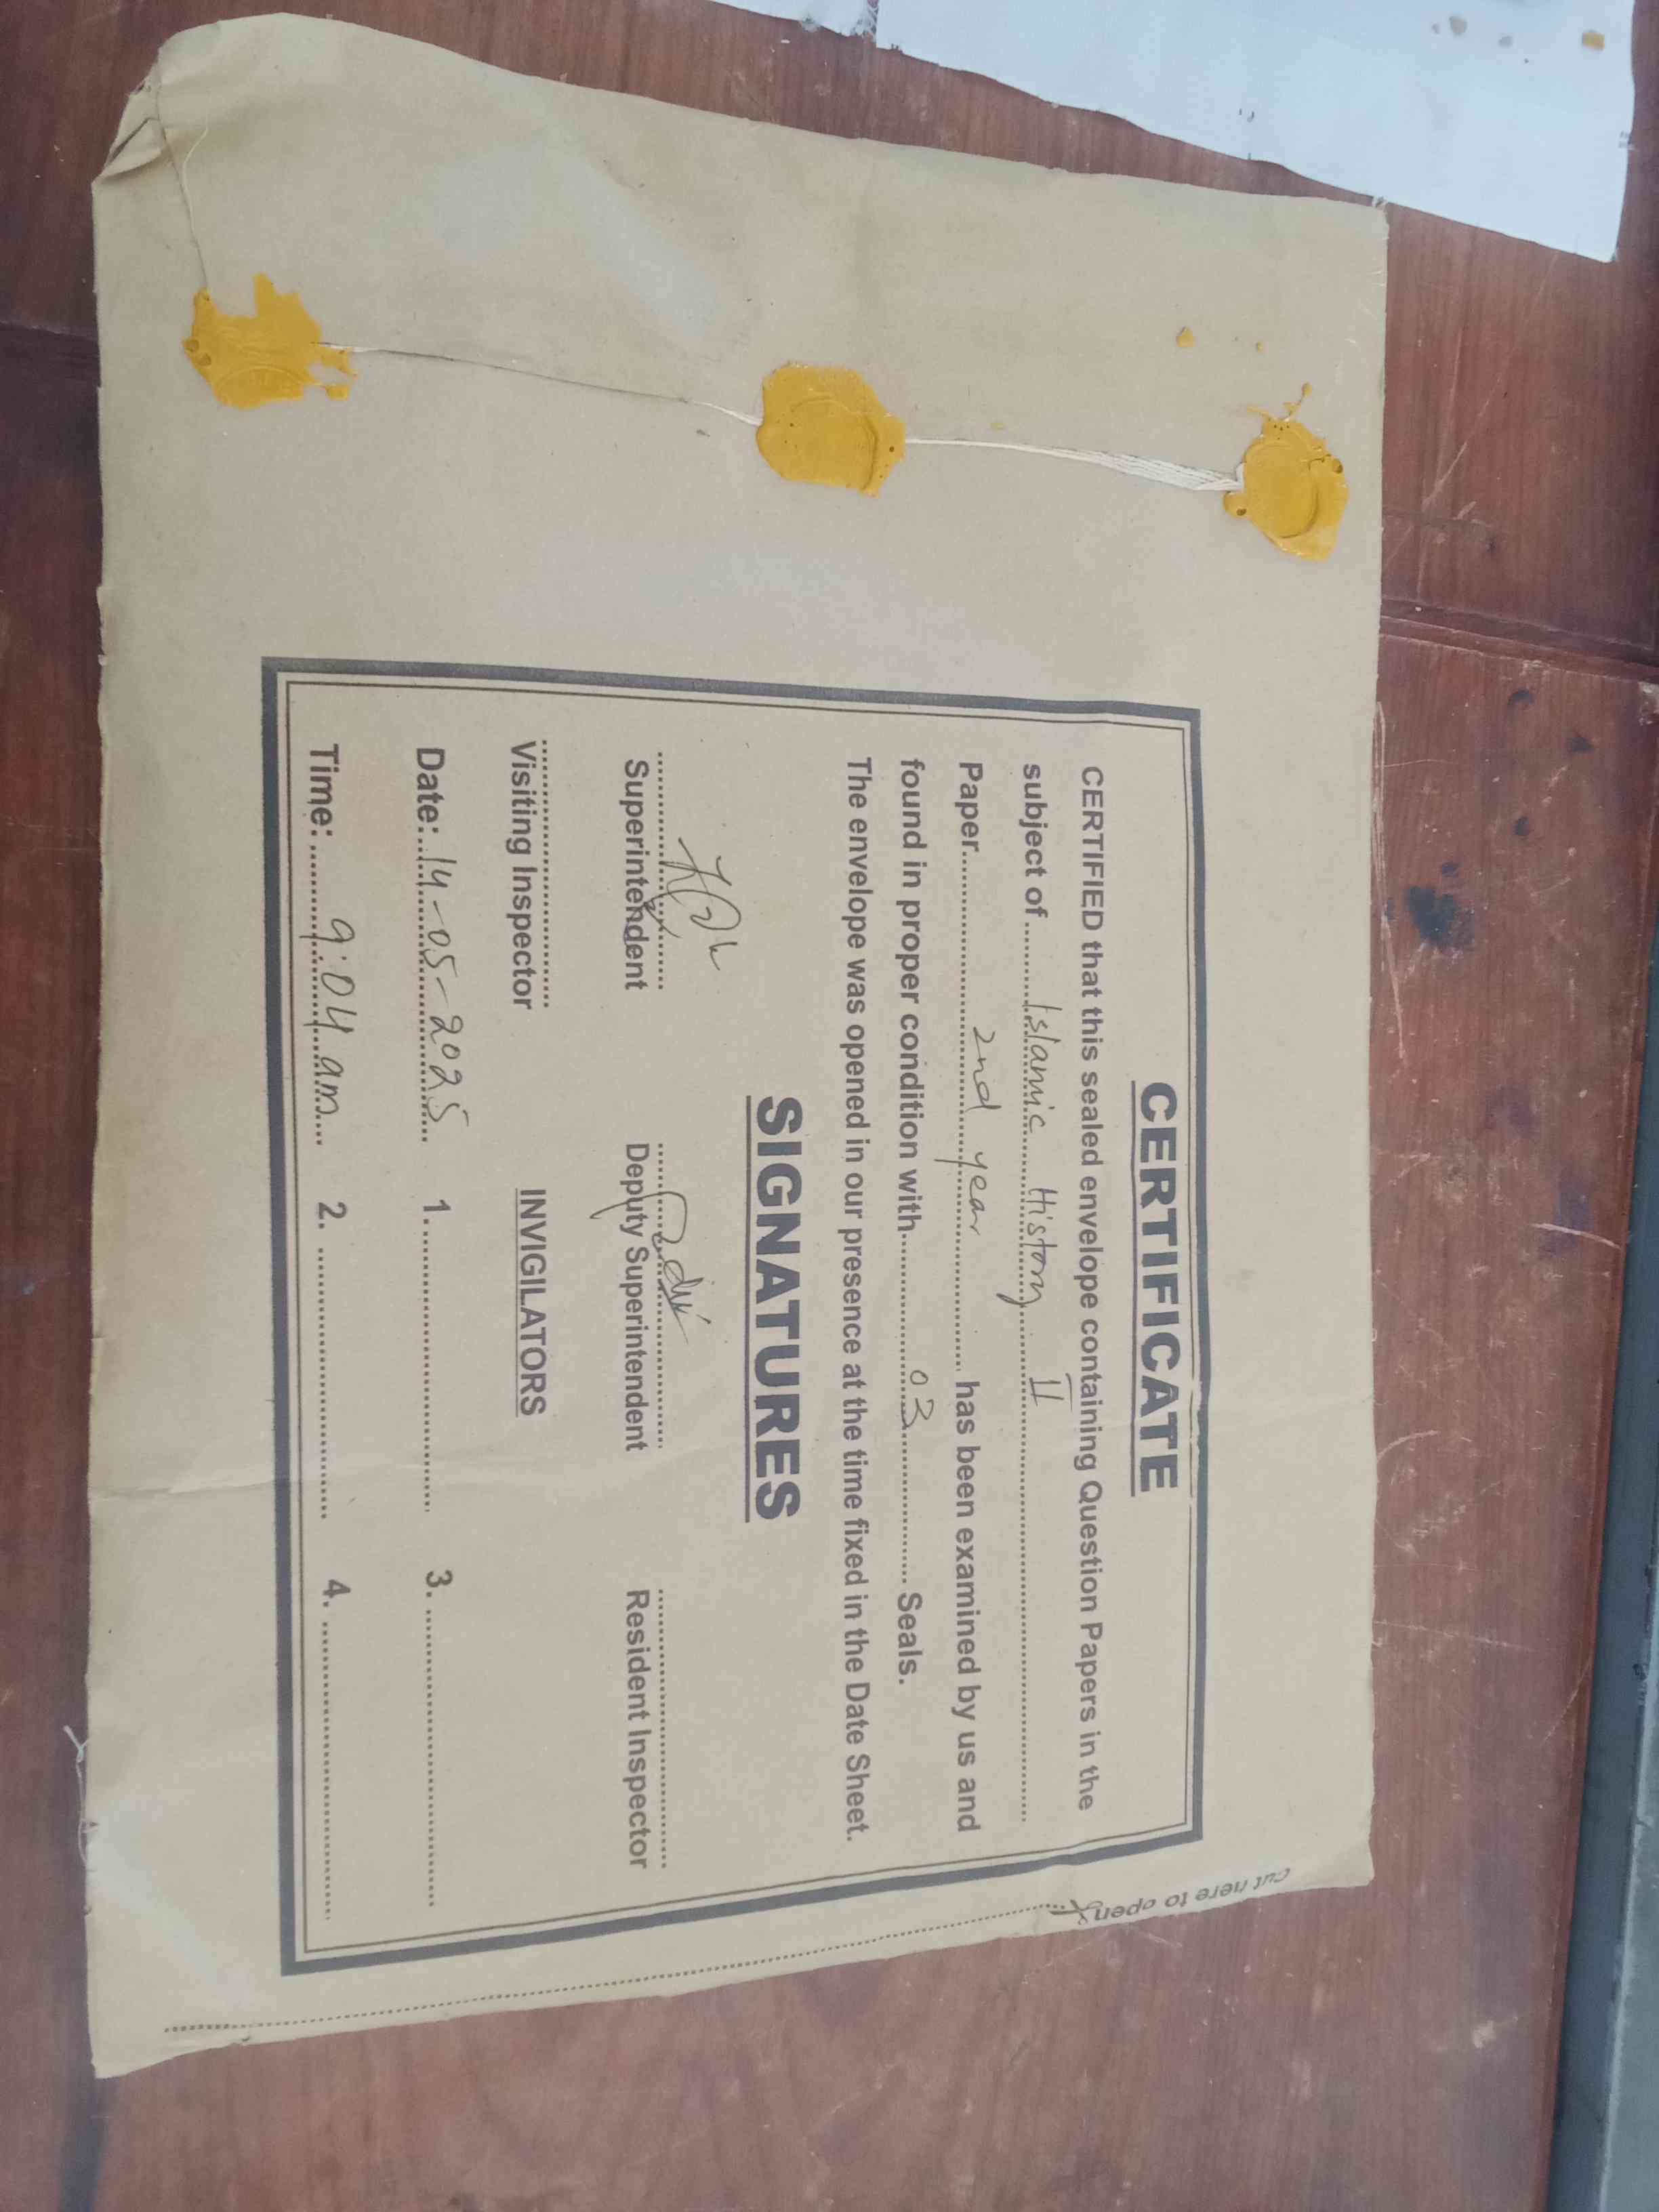 CERTIFICATE
CERTIFIED that this sealed envelope containing Question Papers in the
subject of.......... Islamic History II ..........
Paper.......... 2nd year .......... has been examined by us and
found in proper condition with.......... 03 .......... Seals.
The envelope was opened in our presence at the time fixed in the Date Sheet.
SIGNATURES
Superintendent Deputy Superintendent Resident Inspector
Visiting Inspector INVIGILATORS
Date: 14-05-2025 1. .......... 3. ..........
Time: 9:04 am 2. .......... 4. ..........
cut here to open